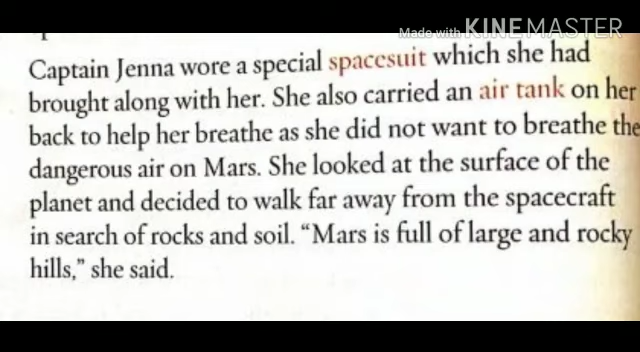 Made with KINEMASTER
Captain Jenna wore a special spacesuit which she had
brought along with her. She also carried an air tank on her
back to help her breathe as she did not want to breathe the
dangerous air on Mars. She looked at the surface of the
planet and decided to walk far away from the spacecraft
in search of rocks and soil. “Mars is full of large and rocky
hills,” she said.